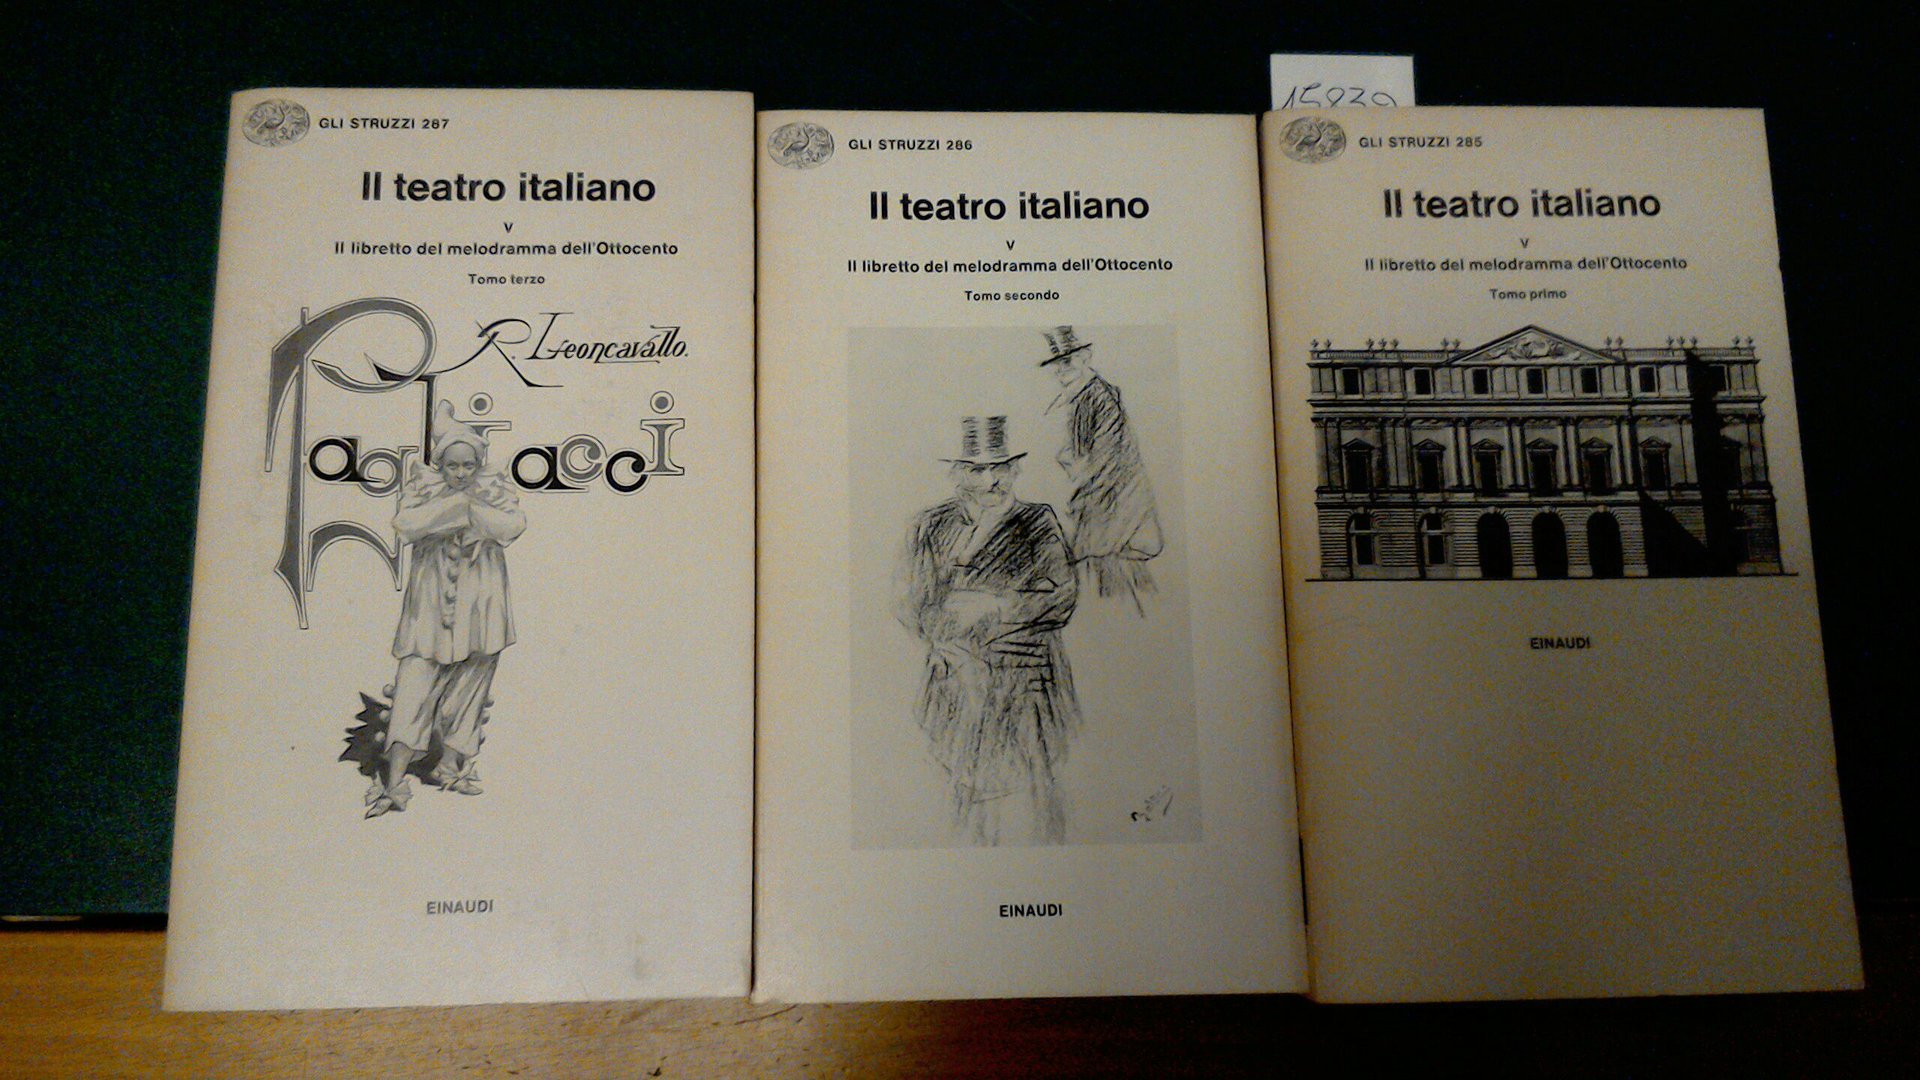 GLI STRUZZI 287
Il teatro italiano
V
Il libretto del melodramma dell'Ottocento
Tomo terzo
R. Leoncavallo.
Pagliacci
EINAUDI
GLI STRUZZI 286
Il teatro italiano
V
Il libretto del melodramma dell'Ottocento
Tomo secondo
EINAUDI
15839
GLI STRUZZI 285
Il teatro italiano
V
Il libretto del melodramma dell'Ottocento
Tomo primo
EINAUDI